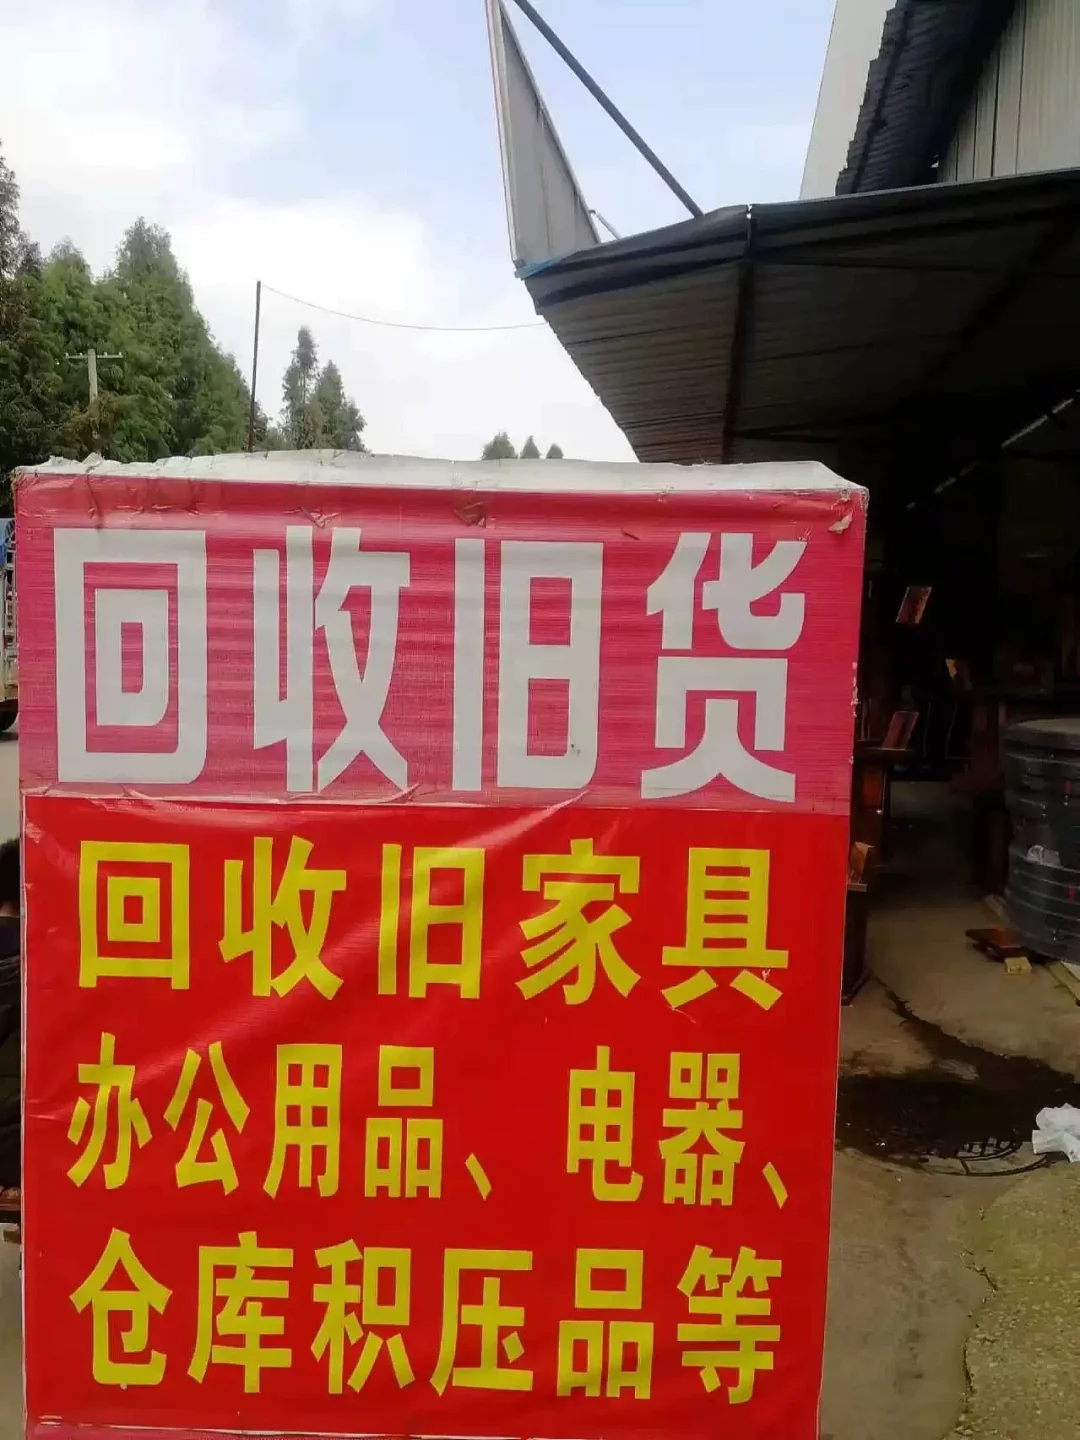 回收旧货
回收旧家具
办公用品、电器、
仓库积压品等